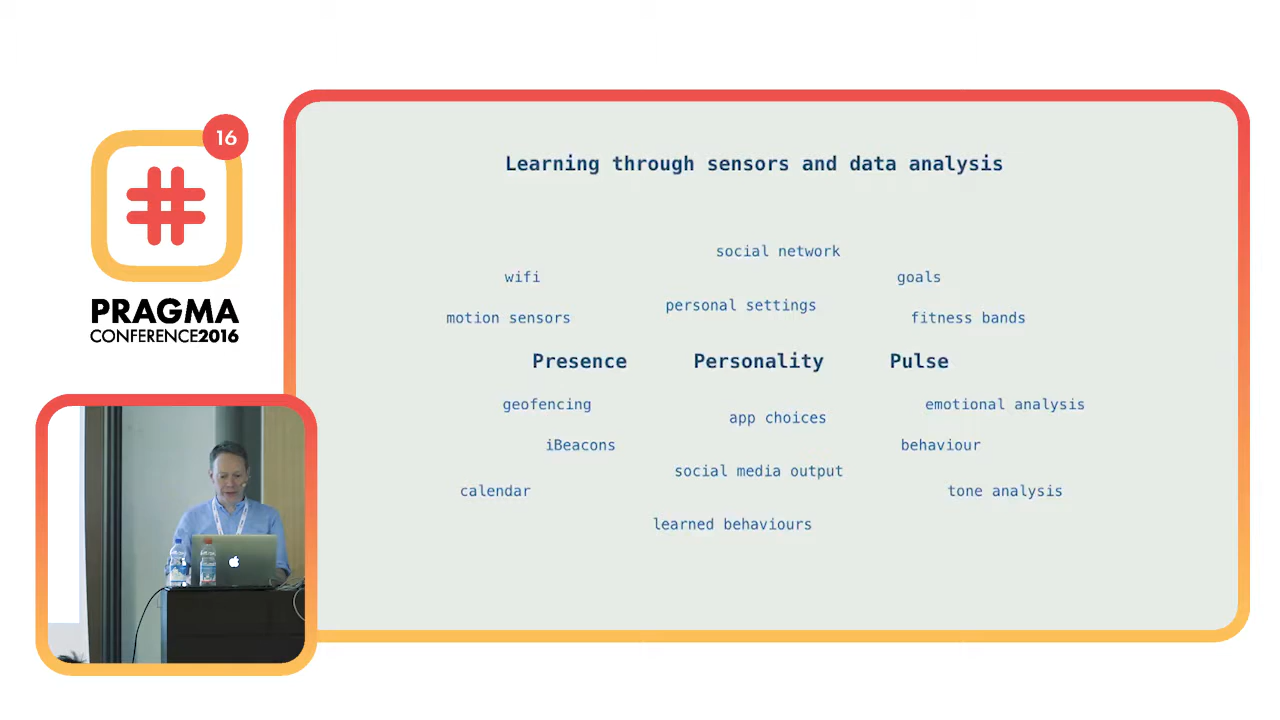 16
PRAGMA
CONFERENCE2016
Learning through sensors and data analysis
social network
wifi
goals
personal settings
motion sensors
fitness bands
Presence
Personality
Pulse
geofencing
emotional analysis
app choices
iBeacons
behaviour
social media output
calendar
tone analysis
learned behaviours